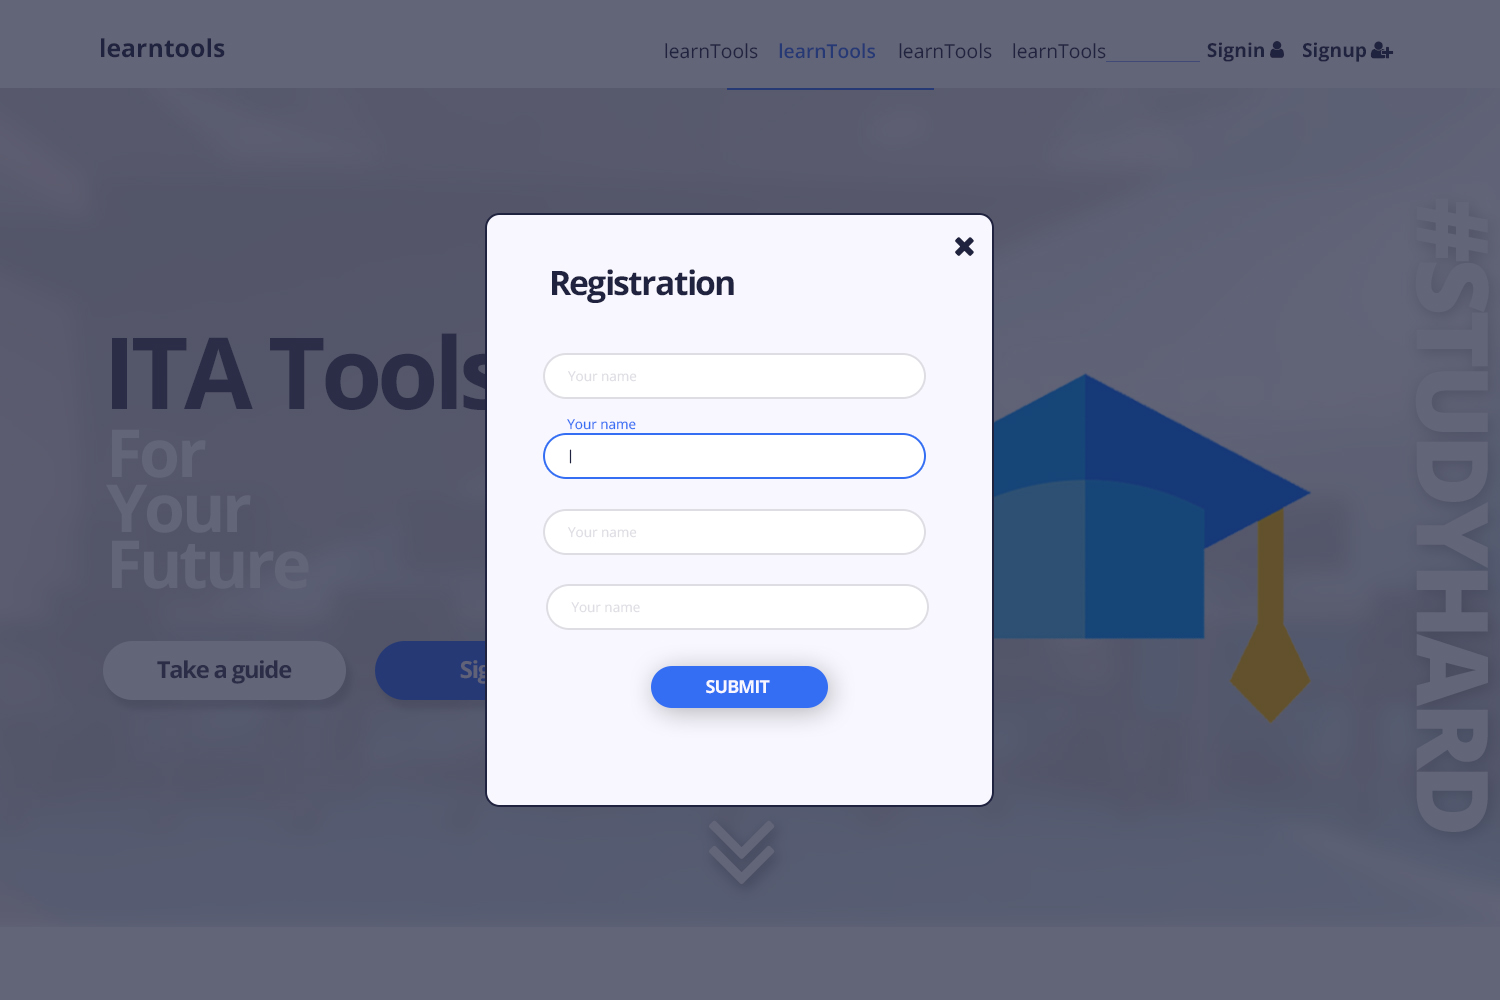 learntools
learnTools learnTools learnTools learnTools Signin Signup
Registration
Your name
Your name
Your name
Your name
SUBMIT
ITA Tools
For
Your
Future
Take a guide
Sig
#STUDYHARD